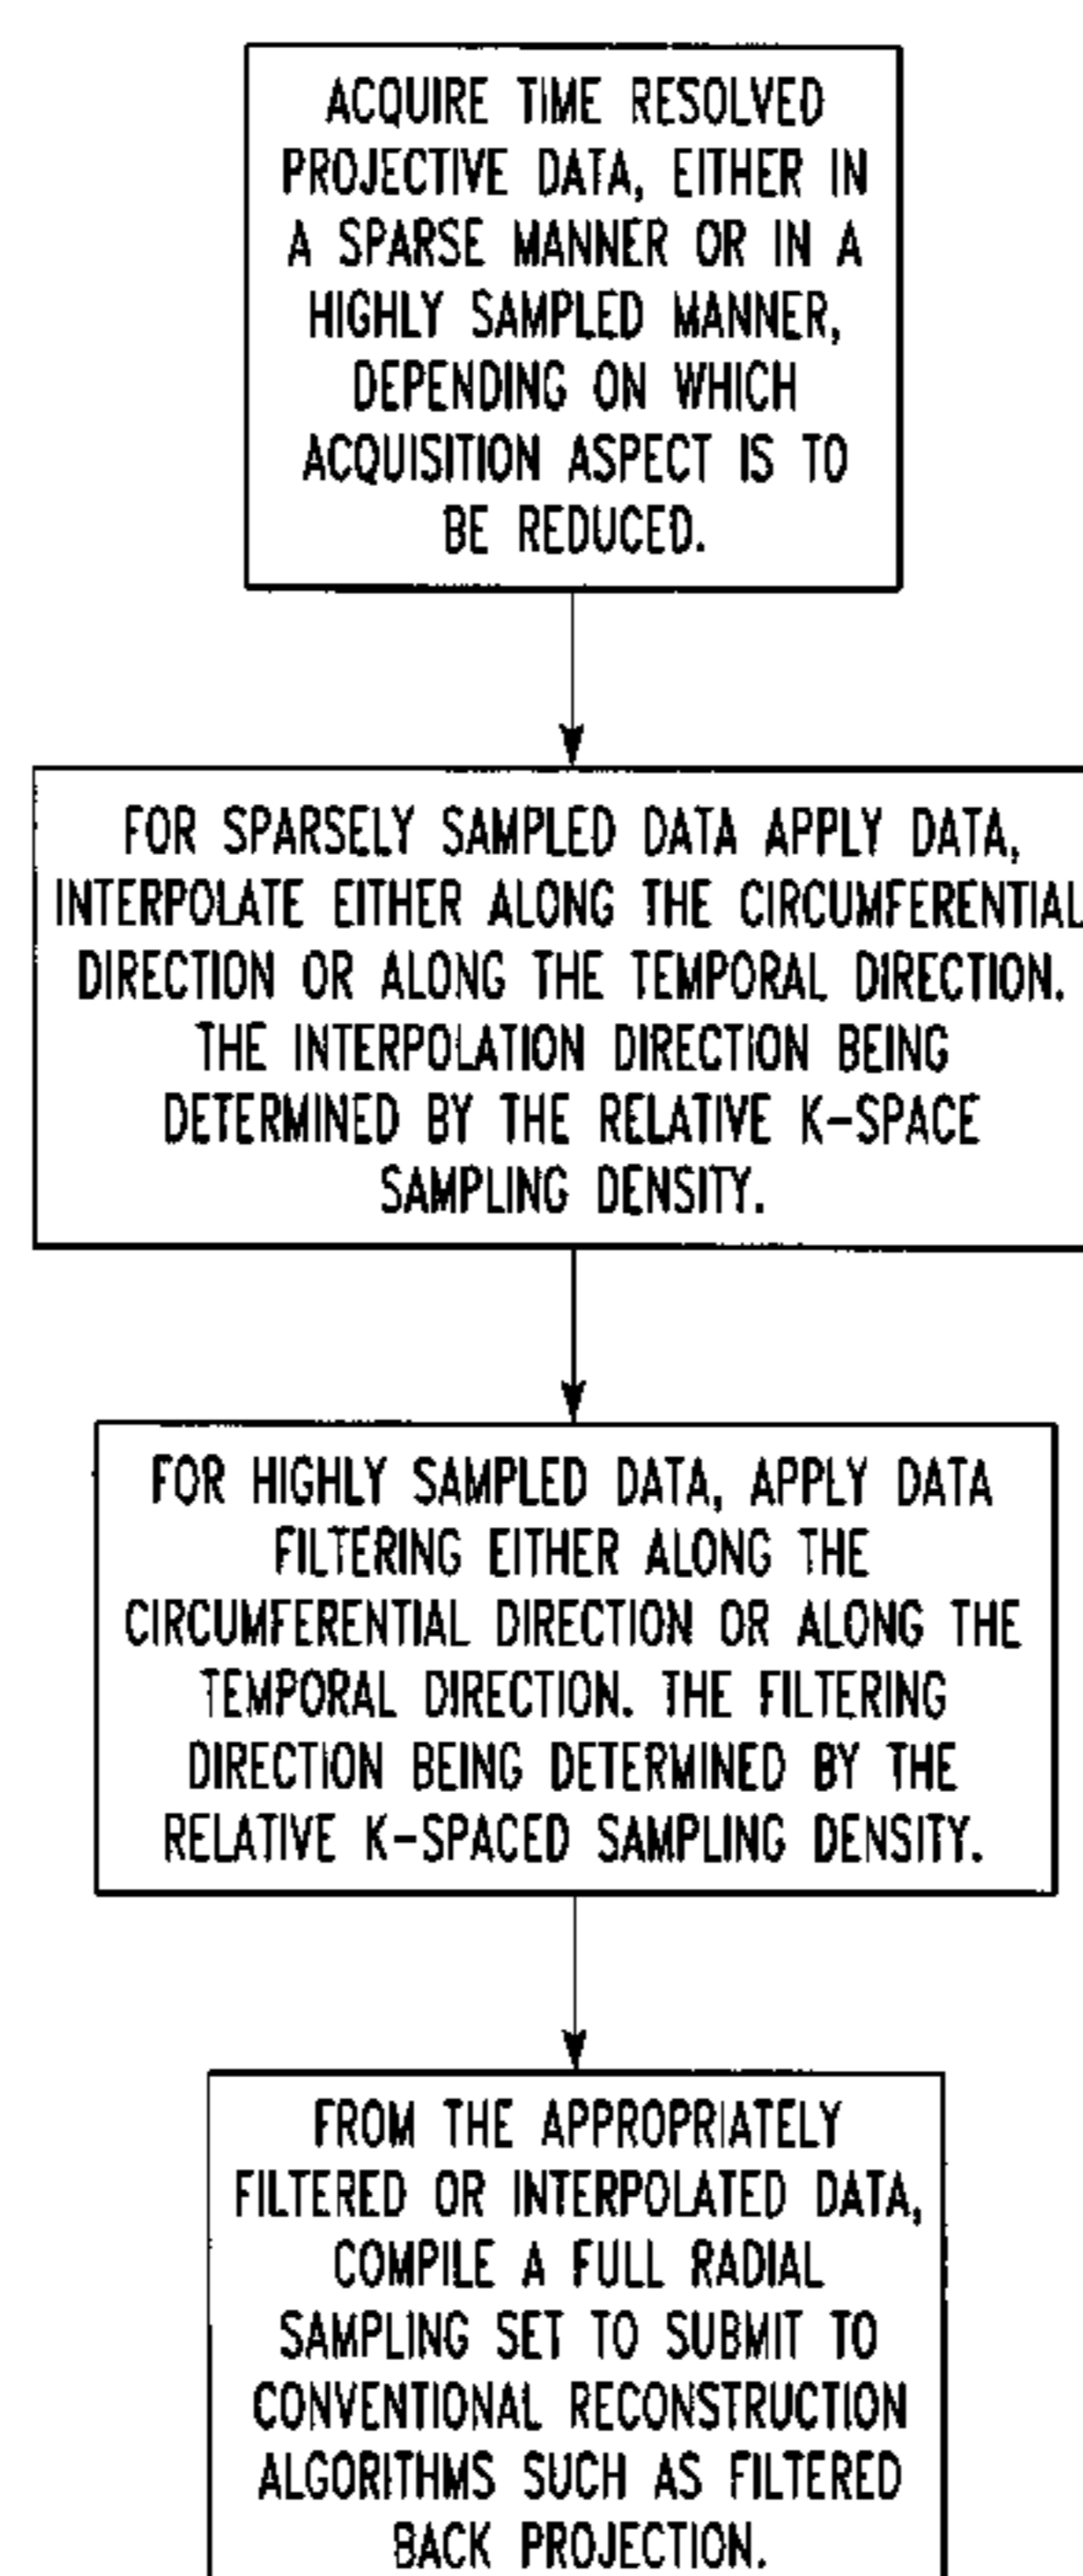 ACQUIRE TIME RESOLVED
PROJECTIVE DATA, EITHER IN
A SPARSE MANNER OR IN A
HIGHLY SAMPLED MANNER,
DEPENDING ON WHICH
ACQUISITION ASPECT IS TO
BE REDUCED.
FOR SPARSELY SAMPLED DATA APPLY DATA,
INTERPOLATE EITHER ALONG THE CIRCUMFERENTIAL
DIRECTION OR ALONG THE TEMPORAL DIRECTION.
THE INTERPOLATION DIRECTION BEING
DETERMINED BY THE RELATIVE K-SPACE
SAMPLING DENSITY.
FOR HIGHLY SAMPLED DATA, APPLY DATA
FILTERING EITHER ALONG THE
CIRCUMFERENTIAL DIRECTION OR ALONG THE
TEMPORAL DIRECTION. THE FILTERING
DIRECTION BEING DETERMINED BY THE
RELATIVE K-SPACED SAMPLING DENSITY.
FROM THE APPROPRIATELY
FILTERED OR INTERPOLATED DATA,
COMPILE A FULL RADIAL
SAMPLING SET TO SUBMIT TO
CONVENTIONAL RECONSTRUCTION
ALGORITHMS SUCH AS FILTERED
BACK PROJECTION.